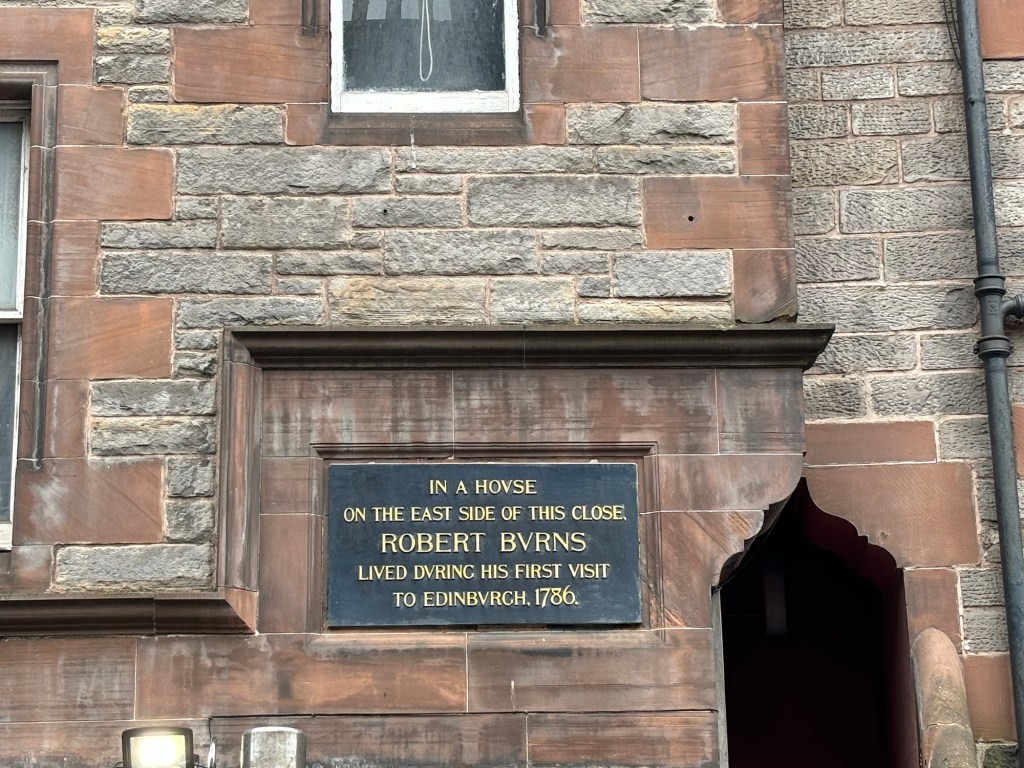 IN A HOVSE
ON THE EAST SIDE OF THIS CLOSE,
ROBERT BVRNS
LIVED DVRING HIS FIRST VISIT
TO EDINBVRGH, 1786.